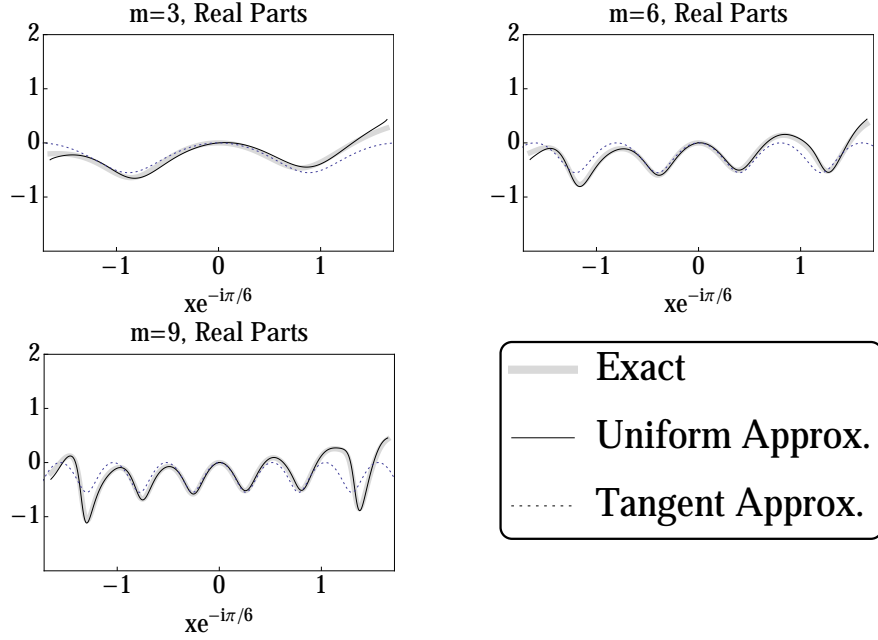 m=3, Real Parts
2
1
0
−1
−1 0 1
xe^{−iπ/6}
m=6, Real Parts
2
1
0
−1
−1 0 1
xe^{−iπ/6}
m=9, Real Parts
2
1
0
−1
−1 0 1
xe^{−iπ/6}
Exact
Uniform Approx.
Tangent Approx.